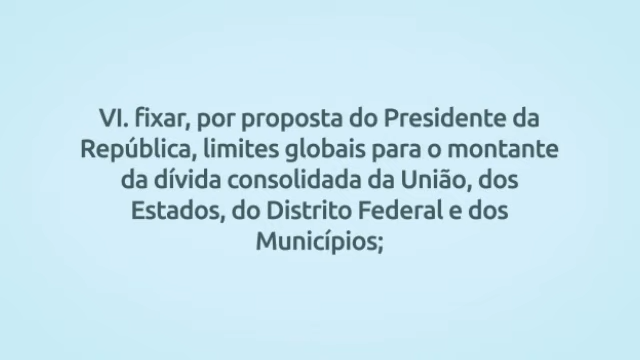 VI. fixar, por proposta do Presidente da
República, limites globais para o montante
da dívida consolidada da União, dos
Estados, do Distrito Federal e dos
Municípios;